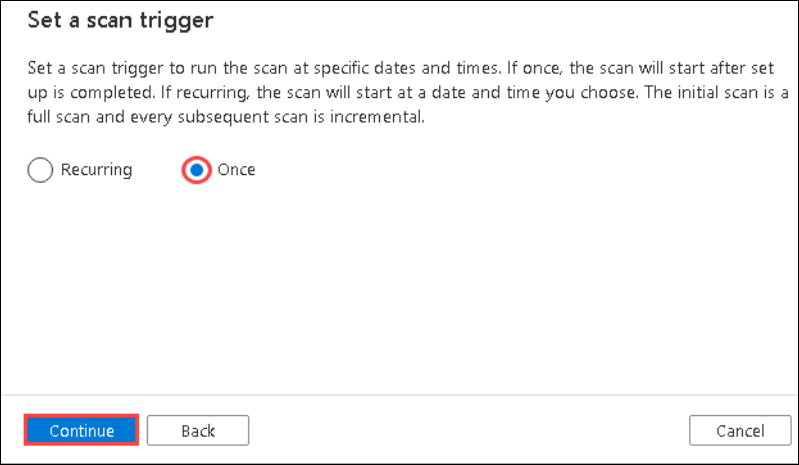 Set a scan trigger
Set a scan trigger to run the scan at specific dates and times. If once, the scan will start after set
up is completed. If recurring, the scan will start at a date and time you choose. The initial scan is a
full scan and every subsequent scan is incremental.
Recurring Once
Continue Back Cancel